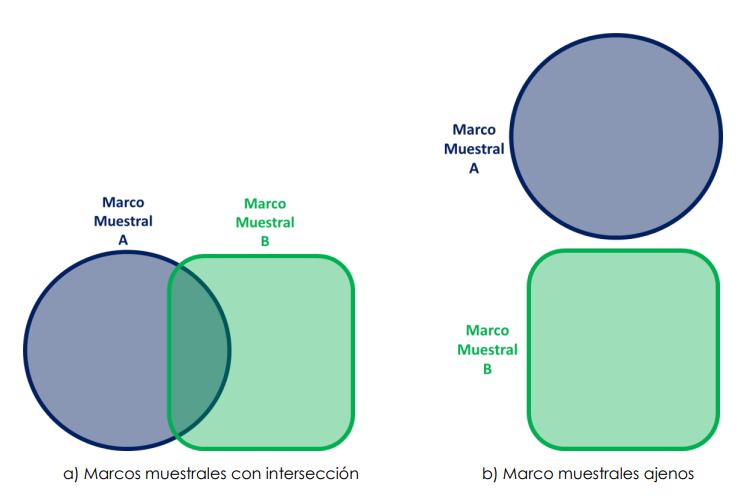 Marco
Muestral
A
Marco
Muestral
B
a) Marcos muestrales con intersección
Marco
Muestral
A
Marco
Muestral
B
b) Marco muestrales ajenos